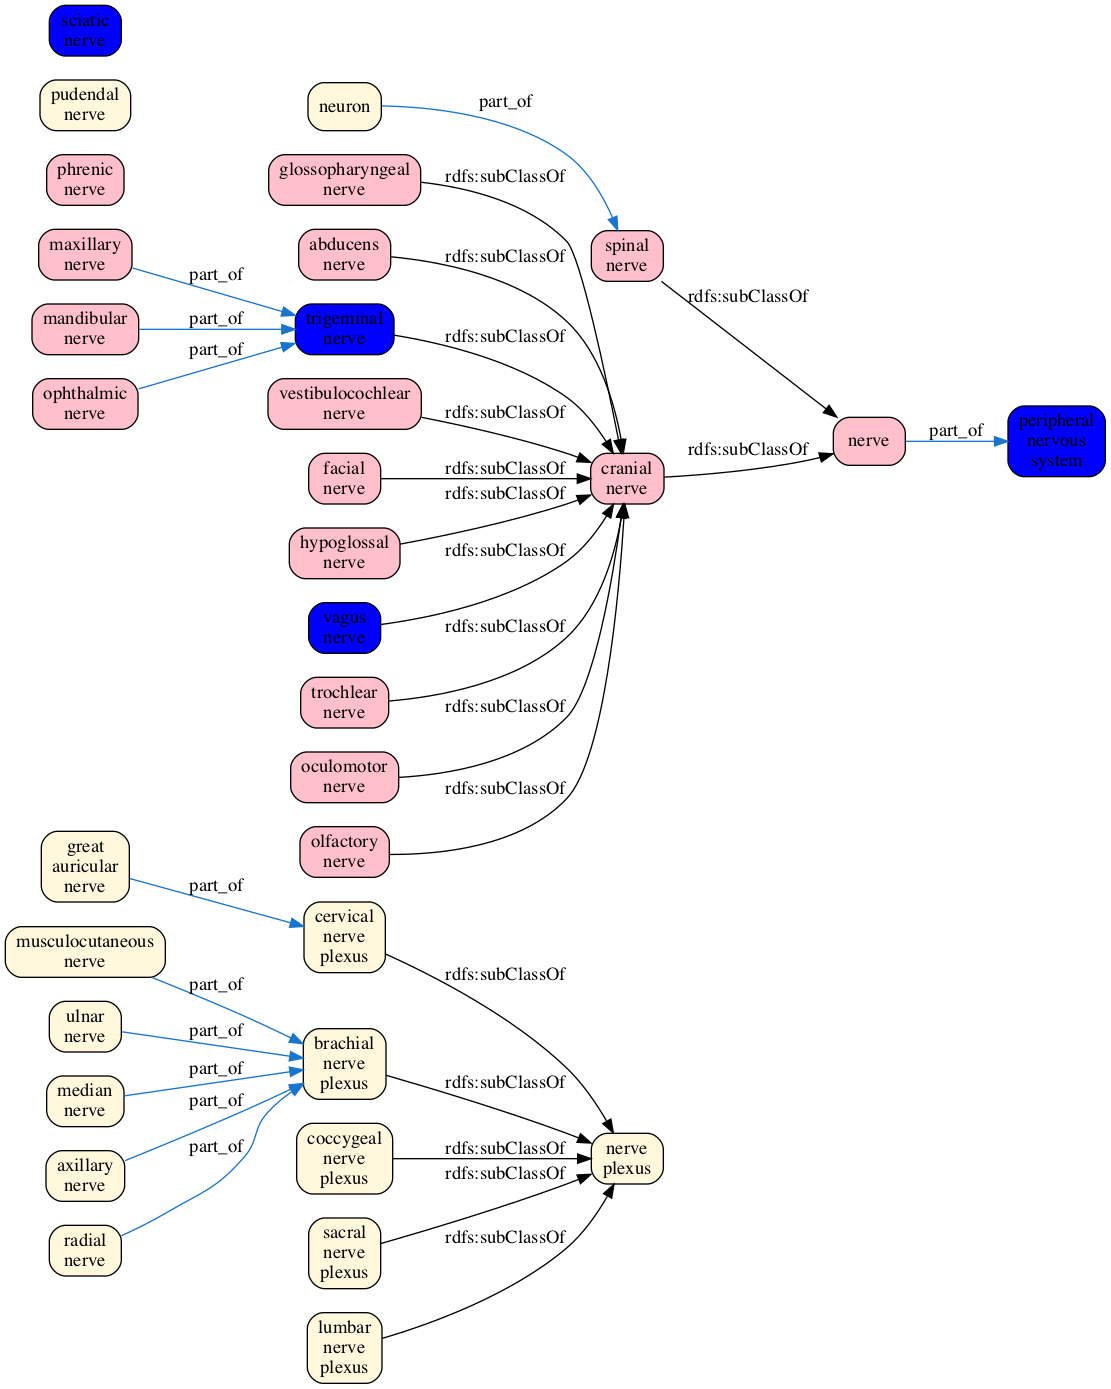 sciatic
nerve
pudendal
nerve
phrenic
nerve
maxillary
nerve
mandibular
nerve
ophthalmic
nerve
part_of
part_of
part_of
neuron
part_of
glossopharyngeal
nerve
rdfs:subClassOf
abducens
nerve
rdfs:subClassOf
trigeminal
nerve
rdfs:subClassOf
vestibulocochlear
nerve
rdfs:subClassOf
facial
nerve
rdfs:subClassOf
hypoglossal
nerve
rdfs:subClassOf
vagus
nerve
rdfs:subClassOf
trochlear
nerve
rdfs:subClassOf
oculomotor
nerve
rdfs:subClassOf
olfactory
nerve
rdfs:subClassOf
spinal
nerve
rdfs:subClassOf
cranial
nerve
rdfs:subClassOf
nerve
part_of
peripheral
nervous
system
great
auricular
nerve
part_of
musculocutaneous
nerve
part_of
ulnar
nerve
part_of
median
nerve
part_of
axillary
nerve
part_of
radial
nerve
part_of
cervical
nerve
plexus
rdfs:subClassOf
brachial
nerve
plexus
rdfs:subClassOf
coccygeal
nerve
plexus
rdfs:subClassOf
sacral
nerve
plexus
rdfs:subClassOf
lumbar
nerve
plexus
rdfs:subClassOf
nerve
plexus